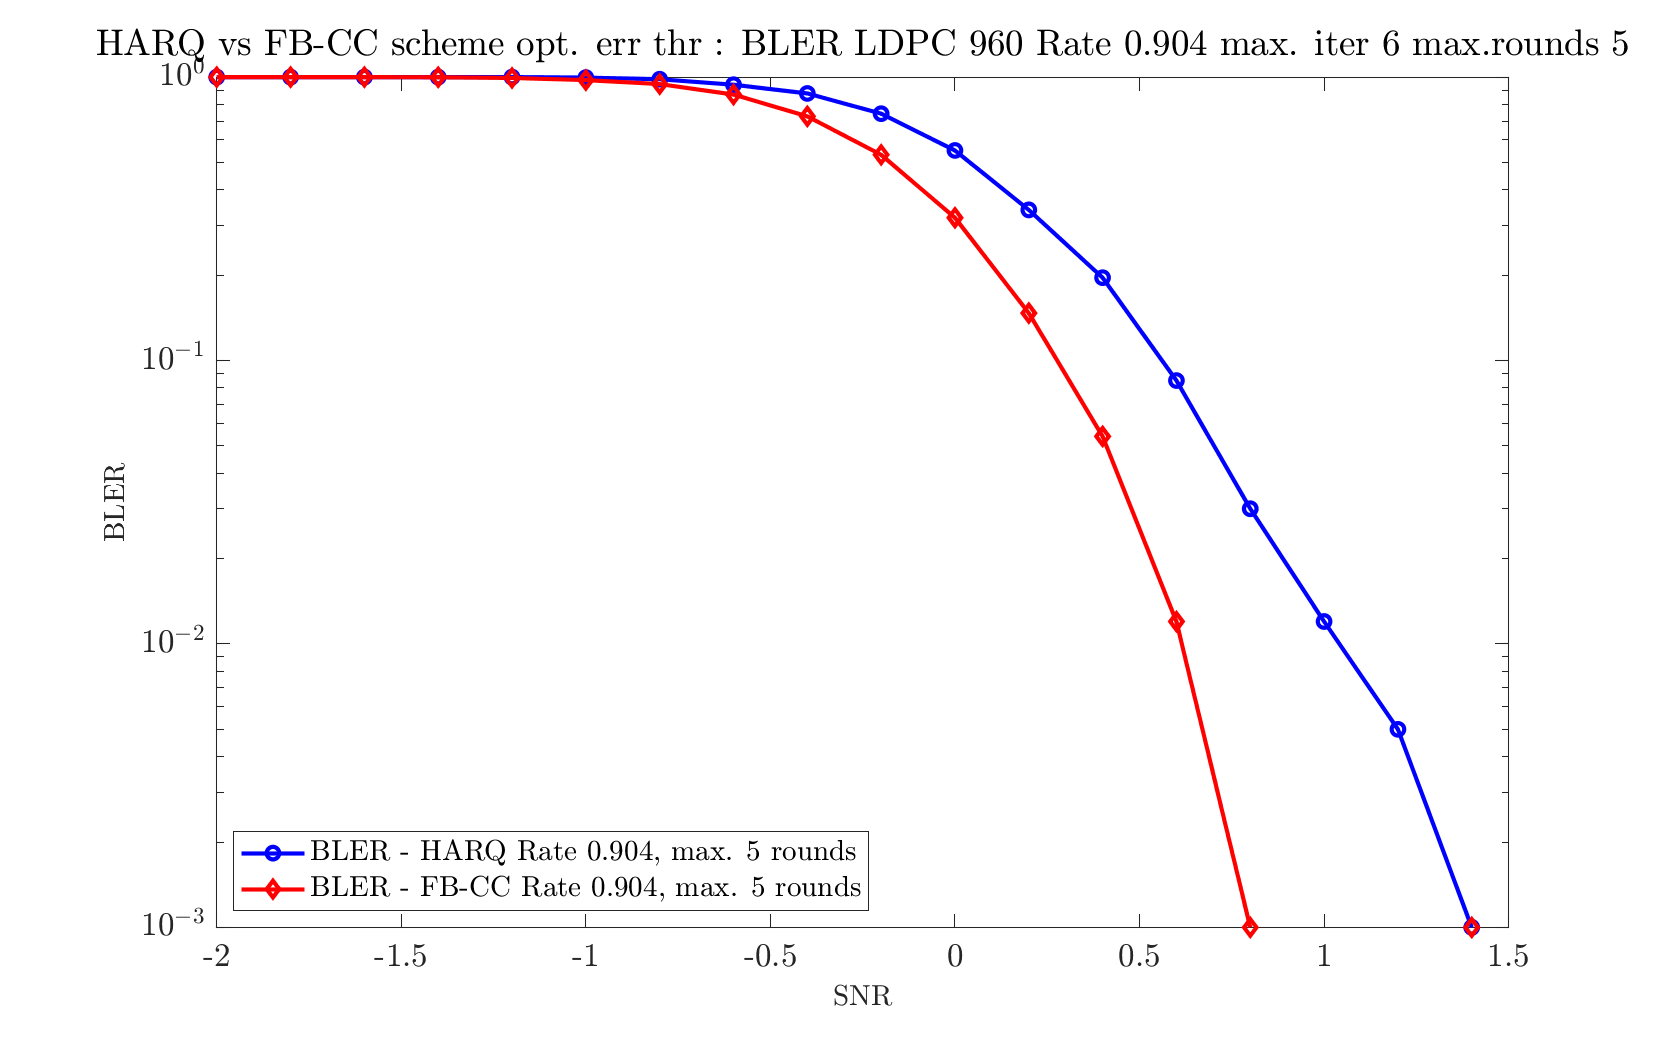 HARQ vs FB-CC scheme opt. err thr : BLER LDPC 960 Rate 0.904 max. iter 6 max.rounds 5
10^0
10^{-1}
10^{-2}
10^{-3}
BLER
BLER - HARQ Rate 0.904, max. 5 rounds
BLER - FB-CC Rate 0.904, max. 5 rounds
-2 -1.5 -1 -0.5 0 0.5 1 1.5
SNR